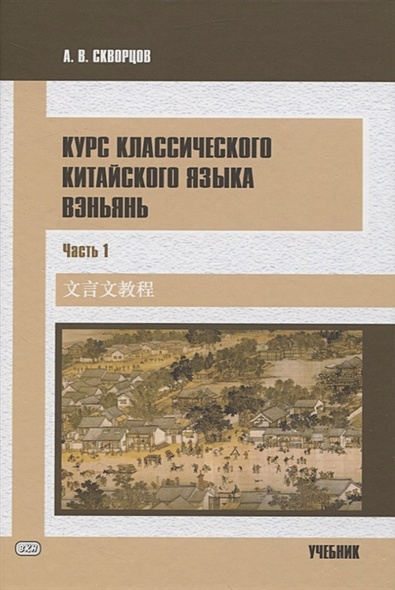 А. В. СКВОРЦОВ
КУРС КЛАССИЧЕСКОГО
КИТАЙСКОГО ЯЗЫКА
ВЭНЬЯНЬ
Часть 1
文言文教程
ВКН
УЧЕБНИК